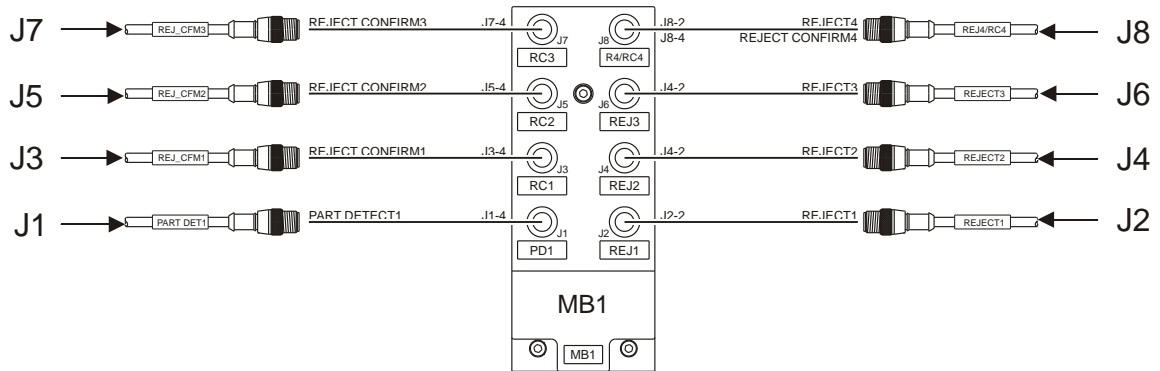 J7 REJ_CFM3 REJECT CONFIRM3 J7-4 J7 J8 J8-2 REJECT4 REJ4/RC4 J8
J8-4 REJECT CONFIRM4
RC3 R4/RC4
J5 REJ_CFM2 REJECT CONFIRM2 J5-4 J5 J6 J4-2 REJECT3 REJECT3 J6
RC2 REJ3
J3 REJ_CFM1 REJECT CONFIRM1 J3-4 J3 J4 J4-2 REJECT2 REJECT2 J4
RC1 REJ2
J1 PART DET1 PART DETECT1 J1-4 J1 J2 J2-2 REJECT1 REJECT1 J2
PD1 REJ1
MB1
MB1